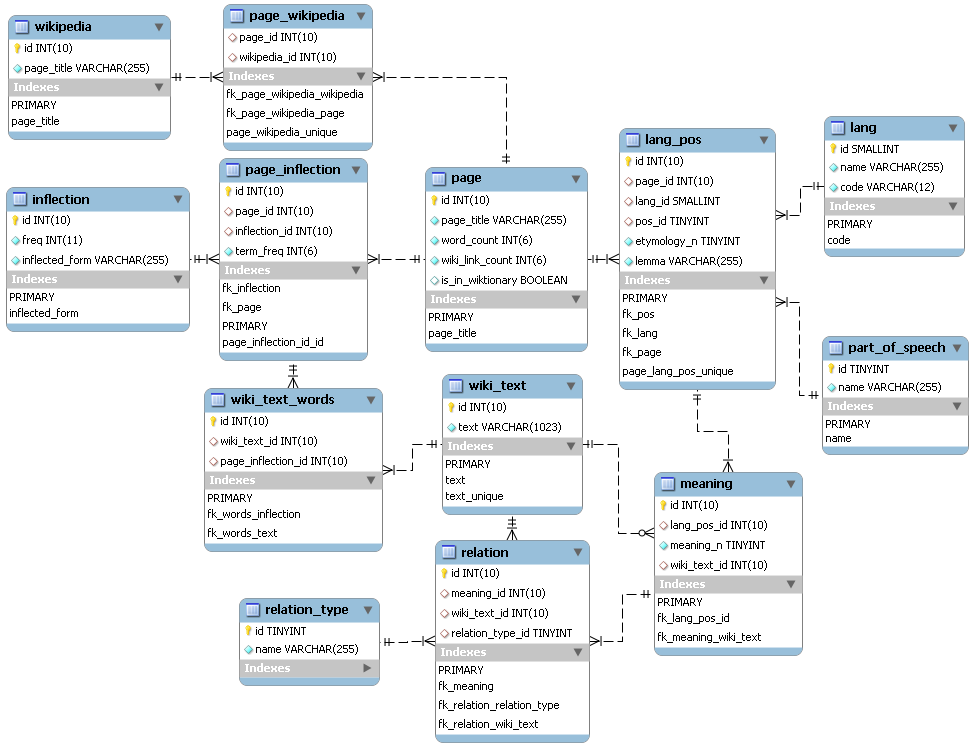 wikipedia
id INT(10)
page_title VARCHAR(255)
Indexes
PRIMARY
page_title
page_wikipedia
page_id INT(10)
wikipedia_id INT(10)
Indexes
fk_page_wikipedia_wikipedia
fk_page_wikipedia_page
page_wikipedia_unique
inflection
id INT(10)
freq INT(11)
inflected_form VARCHAR(255)
Indexes
PRIMARY
inflected_form
page_inflection
id INT(10)
page_id INT(10)
inflection_id INT(10)
term_freq INT(6)
Indexes
fk_inflection
fk_page
PRIMARY
page_inflection_id_id
page
id INT(10)
page_title VARCHAR(255)
word_count INT(6)
wiki_link_count INT(6)
is_in_wiktionary BOOLEAN
Indexes
PRIMARY
page_title
lang_pos
id INT(10)
page_id INT(10)
lang_id SMALLINT
pos_id TINYINT
etymology_n TINYINT
lemma VARCHAR(255)
Indexes
PRIMARY
fk_pos
fk_lang
fk_page
page_lang_pos_unique
lang
id SMALLINT
name VARCHAR(255)
code VARCHAR(12)
Indexes
PRIMARY
code
part_of_speech
id TINYINT
name VARCHAR(255)
Indexes
PRIMARY
name
wiki_text_words
id INT(10)
wiki_text_id INT(10)
page_inflection_id INT(10)
Indexes
PRIMARY
fk_words_inflection
fk_words_text
wiki_text
id INT(10)
text VARCHAR(1023)
Indexes
PRIMARY
text
text_unique
meaning
id INT(10)
lang_pos_id INT(10)
meaning_n TINYINT
wiki_text_id INT(10)
Indexes
PRIMARY
fk_lang_pos_id
fk_meaning_wiki_text
relation_type
id TINYINT
name VARCHAR(255)
Indexes
relation
id INT(10)
meaning_id INT(10)
wiki_text_id INT(10)
relation_type_id TINYINT
Indexes
PRIMARY
fk_meaning
fk_relation_relation_type
fk_relation_wiki_text